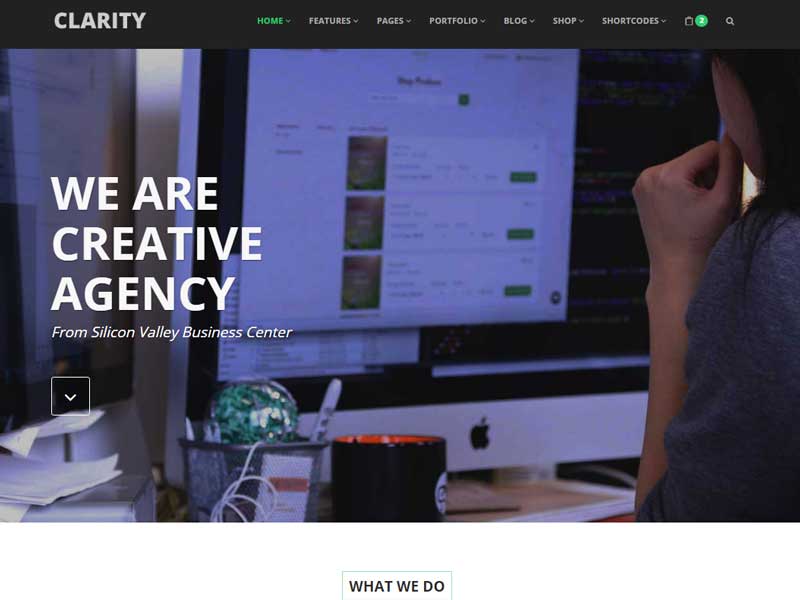 CLARITY
HOME FEATURES PAGES PORTFOLIO BLOG SHOP SHORTCODES 2
WE ARE
CREATIVE
AGENCY
From Silicon Valley Business Center
WHAT WE DO